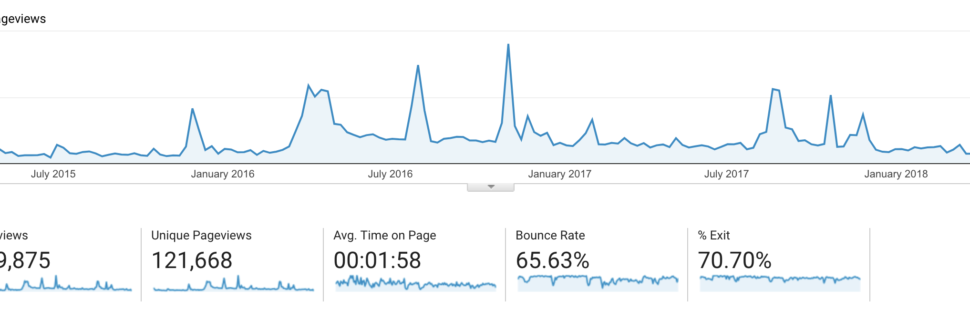 ageviews
July 2015 January 2016 July 2016 January 2017 July 2017 January 2018
views Unique Pageviews Avg. Time on Page Bounce Rate % Exit
9,875 121,668 00:01:58 65.63% 70.70%